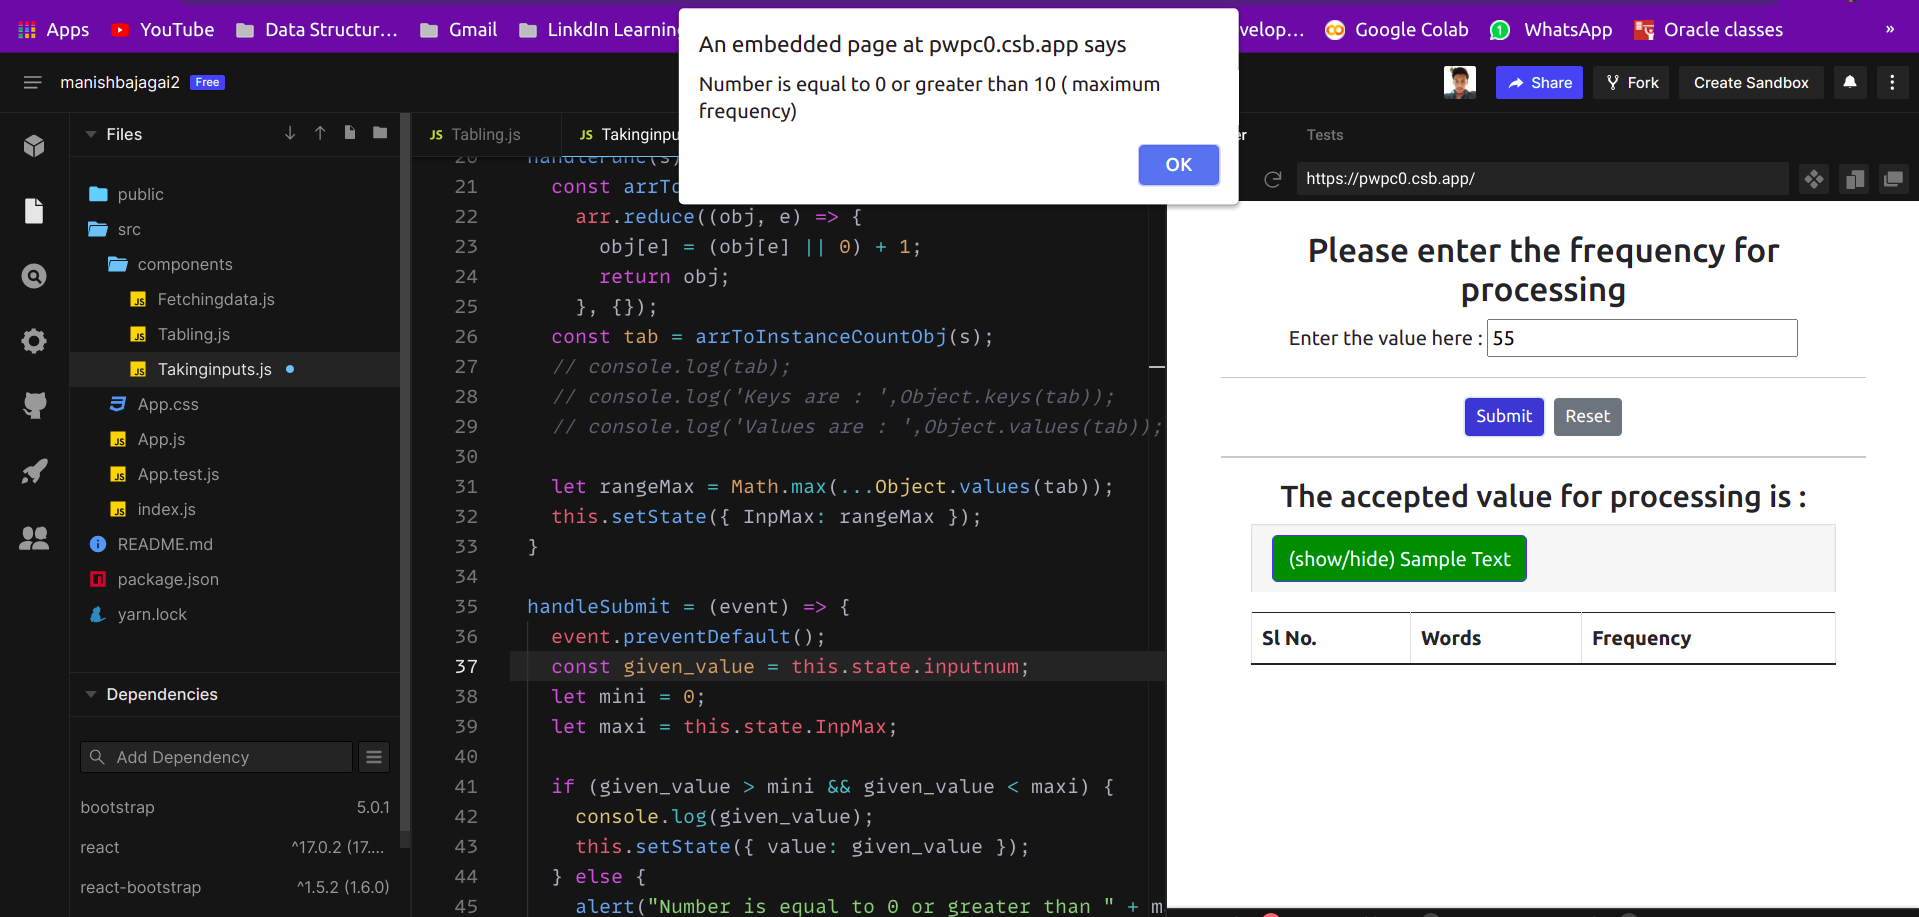 Apps
YouTube
Data Structur...
Gmail
LinkdIn Learning
velop...
Google Colab
WhatsApp
Oracle classes
»
An embedded page at pwpc0.csb.app says
Number is equal to 0 or greater than 10 ( maximum
frequency)
OK
manishbajagai2
Free
Share
Fork
Create Sandbox
Files
public
src
components
JS Fetchingdata.js
JS Tabling.js
JS Takinginputs.js
App.css
JS App.js
JS App.test.js
JS index.js
README.md
package.json
yarn.lock
Dependencies
Add Dependency
bootstrap 5.0.1
react ^17.0.2 (17....
react-bootstrap ^1.5.2 (1.6.0)
JS Tabling.js
JS Takinginpu
20 handleFunc(s)
21 const arrTo
22 arr.reduce((obj, e) => {
23 obj[e] = (obj[e] || 0) + 1;
24 return obj;
25 }, {});
26 const tab = arrToInstanceCountObj(s);
27 // console.log(tab);
28 // console.log('Keys are : ',Object.keys(tab));
29 // console.log('Values are : ',Object.values(tab));
30
31 let rangeMax = Math.max(...Object.values(tab));
32 this.setState({ InpMax: rangeMax });
33 }
34
35 handleSubmit = (event) => {
36 event.preventDefault();
37 const given_value = this.state.inputnum;
38 let mini = 0;
39 let maxi = this.state.InpMax;
40
41 if (given_value > mini && given_value < maxi) {
42 console.log(given_value);
43 this.setState({ value: given_value });
44 } else {
45 alert("Number is equal to 0 or greater than " + m
er
Tests
https://pwpc0.csb.app/
Please enter the frequency for
processing
Enter the value here : 55
Submit
Reset
The accepted value for processing is :
(show/hide) Sample Text
Sl No. Words Frequency